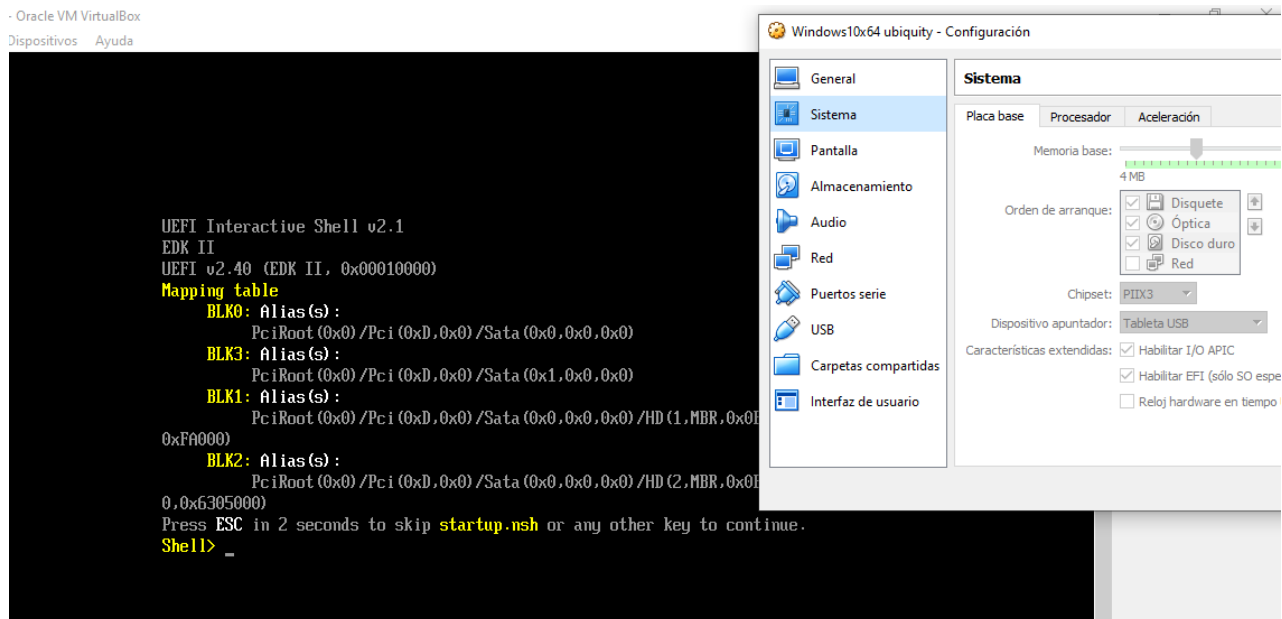 - Oracle VM VirtualBox
Dispositivos Ayuda
UEFI Interactive Shell v2.1
EDK II
UEFI v2.40 (EDK II, 0x00010000)
Mapping table
BLK0: Alias(s):
PciRoot(0x0)/Pci(0xD,0x0)/Sata(0x0,0x0,0x0)
BLK3: Alias(s):
PciRoot(0x0)/Pci(0xD,0x0)/Sata(0x1,0x0,0x0)
BLK1: Alias(s):
PciRoot(0x0)/Pci(0xD,0x0)/Sata(0x0,0x0,0x0)/HD(1,MBR,
0xFA000)
BLK2: Alias(s):
PciRoot(0x0)/Pci(0xD,0x0)/Sata(0x0,0x0,0x0)/HD(2,MBR,
0,0x6305000)
Press ESC in 2 seconds to skip startup.nsh or any other key to continue.
Shell> _
Windows10x64 ubiquity - Configuración
General
Sistema
Pantalla
Almacenamiento
Audio
Red
Puertos serie
USB
Carpetas compartidas
Interfaz de usuario
Sistema
Placa base Procesador Aceleración
Memoria base:
4 MB
Orden de arranque:
Disquete
Óptica
Disco duro
Red
Chipset: PIIX3
Dispositivo apuntador: Tableta USB
Características extendidas: Habilitar I/O APIC
Habilitar EFI (sólo SO espe
Reloj hardware en tiempo